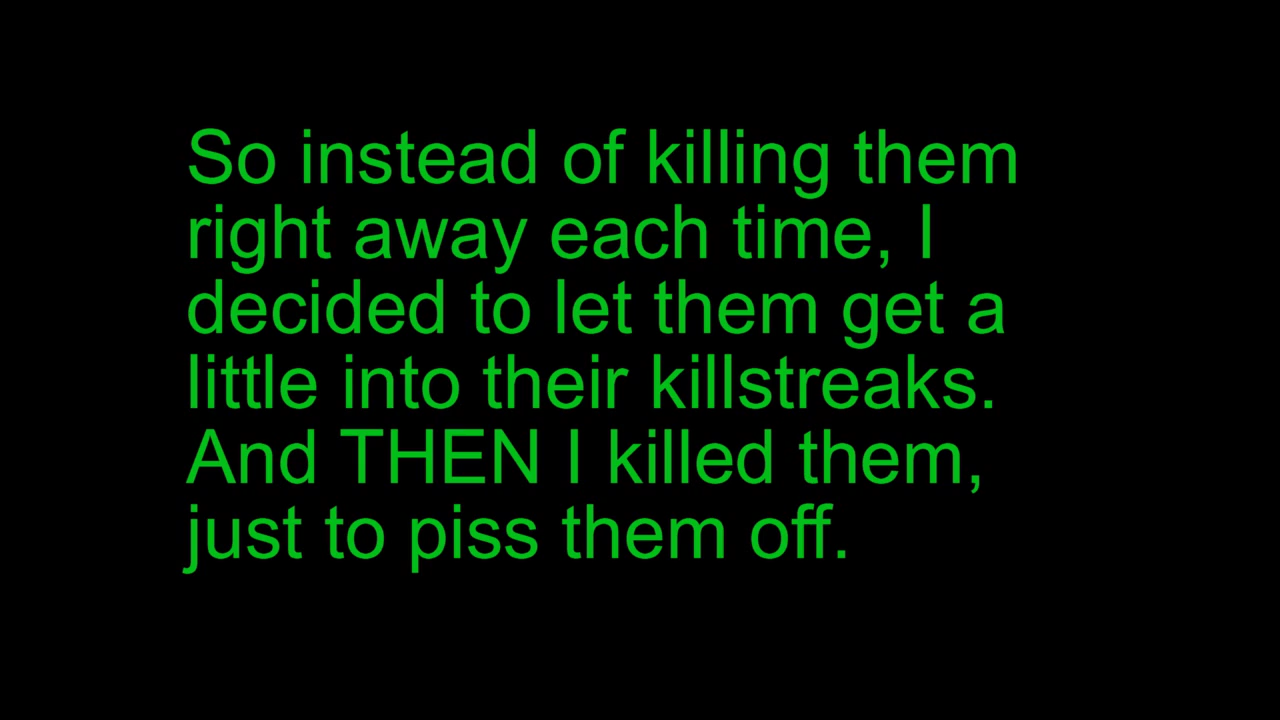 So instead of killing them
right away each time, I
decided to let them get a
little into their killstreaks.
And THEN I killed them,
just to piss them off.